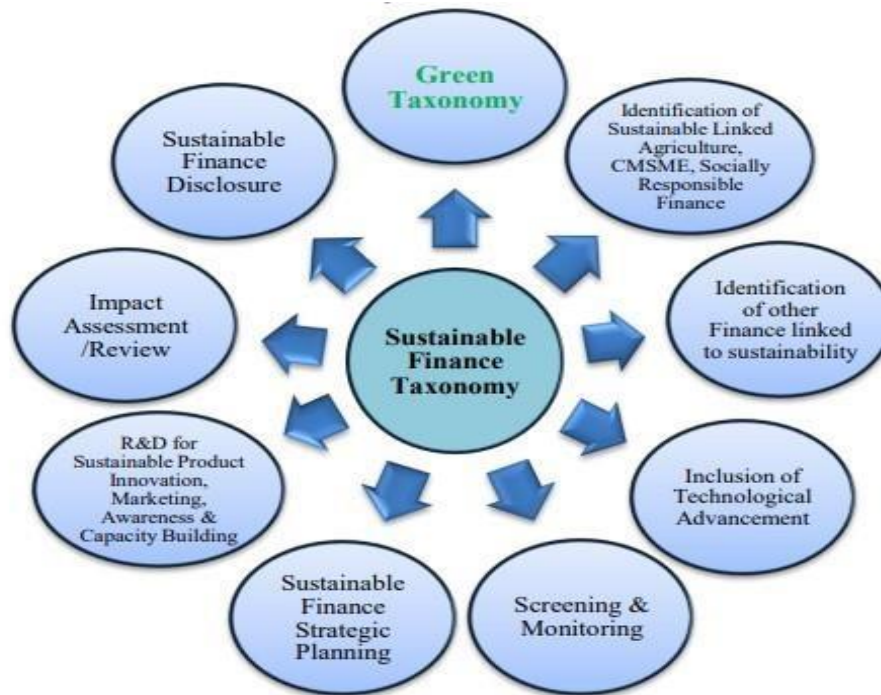 Green
Taxonomy
Identification of
Sustainable Linked
Agriculture,
CMSME, Socially
Responsible
Finance
Identification
of other
Finance linked
to sustainability
Inclusion of
Technological
Advancement
Screening &
Monitoring
Sustainable
Finance
Strategic
Planning
R&D for
Sustainable Product
Innovation,
Marketing,
Awareness &
Capacity Building
Impact
Assessment
/Review
Sustainable
Finance
Disclosure
Sustainable
Finance
Taxonomy